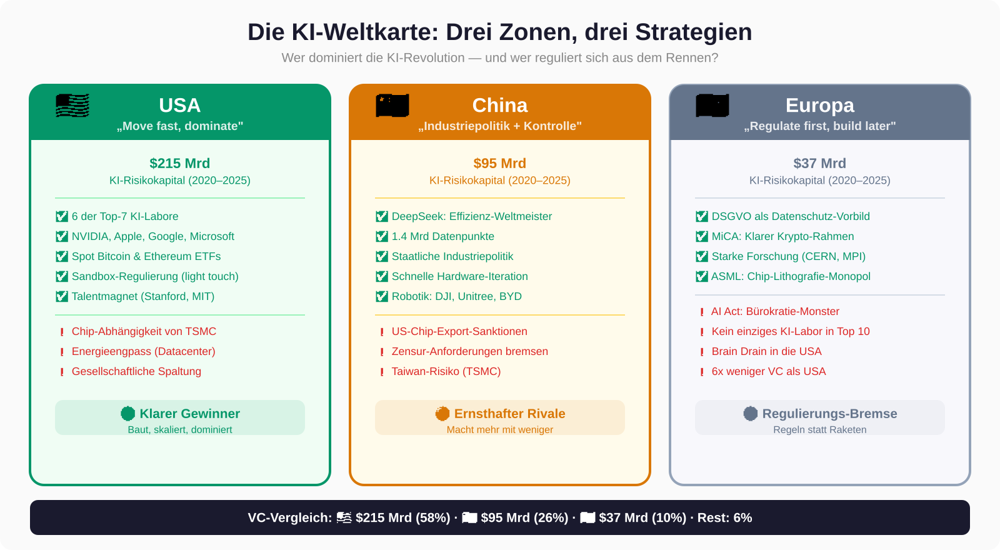 Die KI-Weltkarte: Drei Zonen, drei Strategien
Wer dominiert die KI-Revolution — und wer reguliert sich aus dem Rennen?
USA
„Move fast, dominate"
$215 Mrd
KI-Risikokapital (2020–2025)
6 der Top-7 KI-Labore
NVIDIA, Apple, Google, Microsoft
Spot Bitcoin & Ethereum ETFs
Sandbox-Regulierung (light touch)
Talentmagnet (Stanford, MIT)
Chip-Abhängigkeit von TSMC
Energieengpass (Datacenter)
Gesellschaftliche Spaltung
Klarer Gewinner
Baut, skaliert, dominiert
China
„Industriepolitik + Kontrolle"
$95 Mrd
KI-Risikokapital (2020–2025)
DeepSeek: Effizienz-Weltmeister
1.4 Mrd Datenpunkte
Staatliche Industriepolitik
Schnelle Hardware-Iteration
Robotik: DJI, Unitree, BYD
US-Chip-Export-Sanktionen
Zensur-Anforderungen bremsen
Taiwan-Risiko (TSMC)
Ernsthafter Rivale
Macht mehr mit weniger
Europa
„Regulate first, build later"
$37 Mrd
KI-Risikokapital (2020–2025)
DSGVO als Datenschutz-Vorbild
MiCA: Klarer Krypto-Rahmen
Starke Forschung (CERN, MPI)
ASML: Chip-Lithografie-Monopol
AI Act: Bürokratie-Monster
Kein einziges KI-Labor in Top 10
Brain Drain in die USA
6x weniger VC als USA
Regulierungs-Bremse
Regeln statt Raketen
VC-Vergleich: $215 Mrd (58%) · $95 Mrd (26%) · $37 Mrd (10%) · Rest: 6%